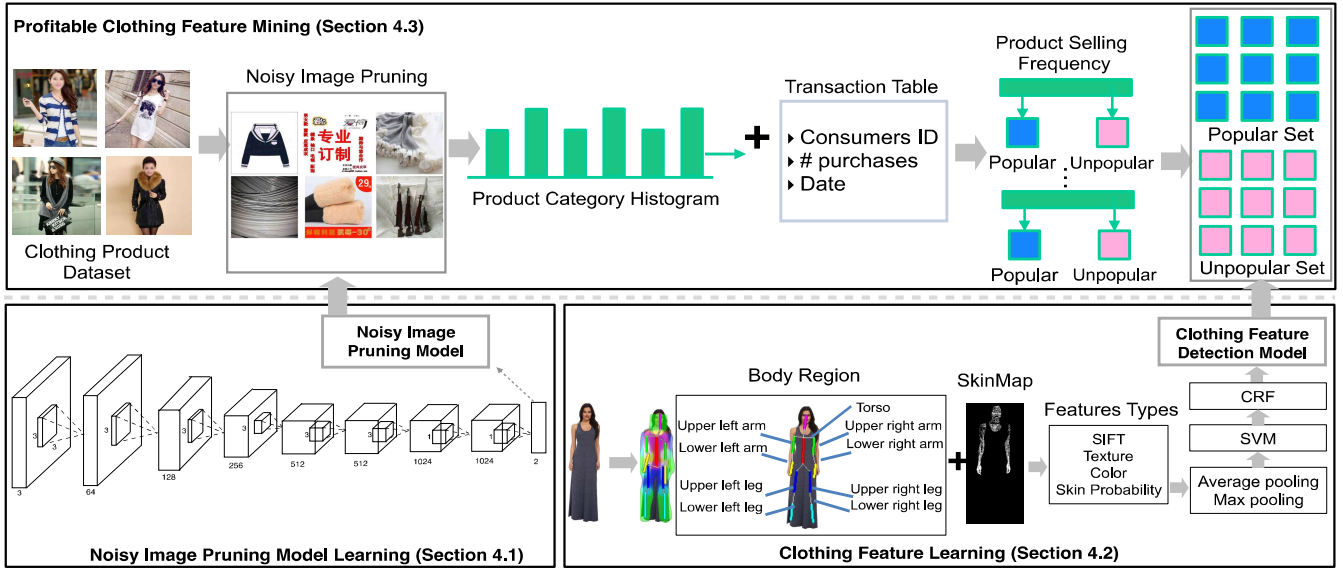 Profitable Clothing Feature Mining (Section 4.3)
Clothing Product
Dataset
Noisy Image Pruning
专业
订制
29
Product Category Histogram
Transaction Table
Consumers ID
# purchases
Date
Product Selling
Frequency
Popular
Unpopular
Popular
Unpopular
Popular Set
Unpopular Set
Noisy Image
Pruning Model
3
3
3
3
3
3
3
3
3
1
1
3
64
128
256
512
512
1024
1024
2
Noisy Image Pruning Model Learning (Section 4.1)
Body Region
Torso
Upper left arm
Upper right arm
Lower left arm
Lower right arm
Upper left leg
Upper right leg
Lower left leg
Lower right leg
SkinMap
Features Types
SIFT
Texture
Color
Skin Probability
Average pooling
Max pooling
SVM
CRF
Clothing Feature
Detection Model
Clothing Feature Learning (Section 4.2)